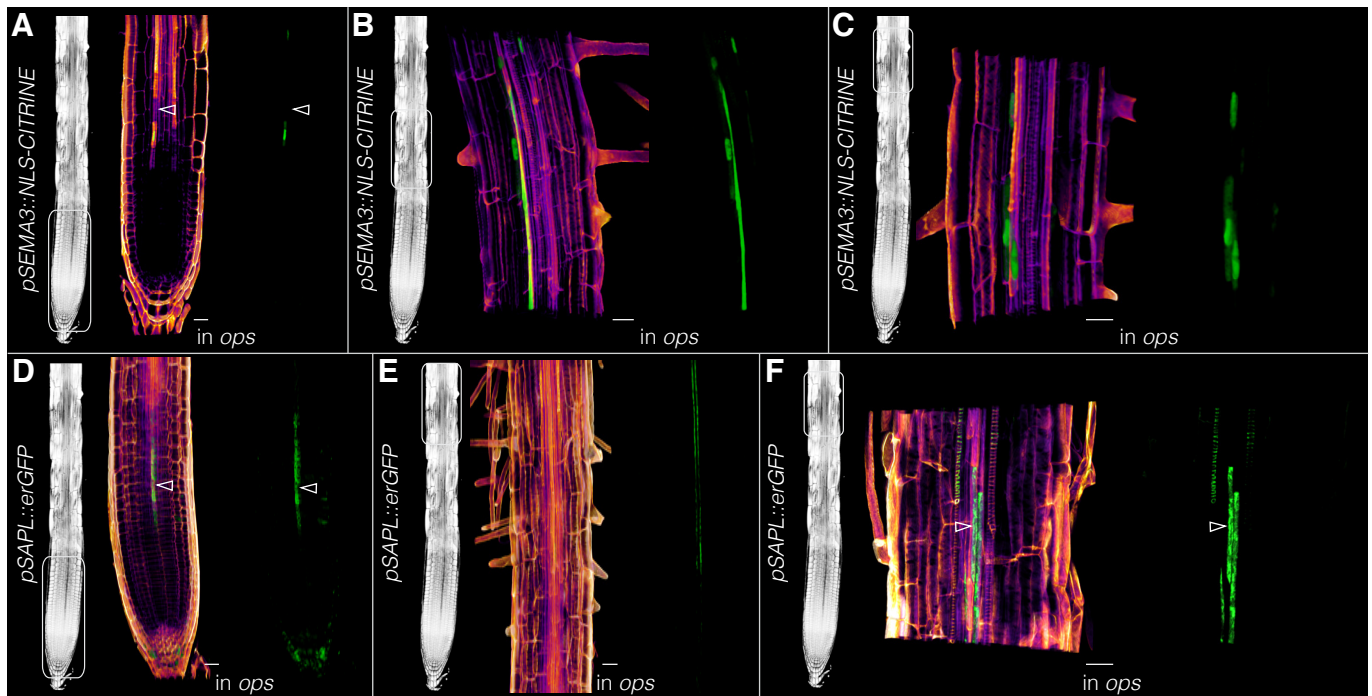 A
pSEMA3::NLS-CITRINE
in ops
B
pSEMA3::NLS-CITRINE
in ops
C
pSEMA3::NLS-CITRINE
in ops
D
pSAPL::erGFP
in ops
E
pSAPL::erGFP
in ops
F
pSAPL::erGFP
in ops